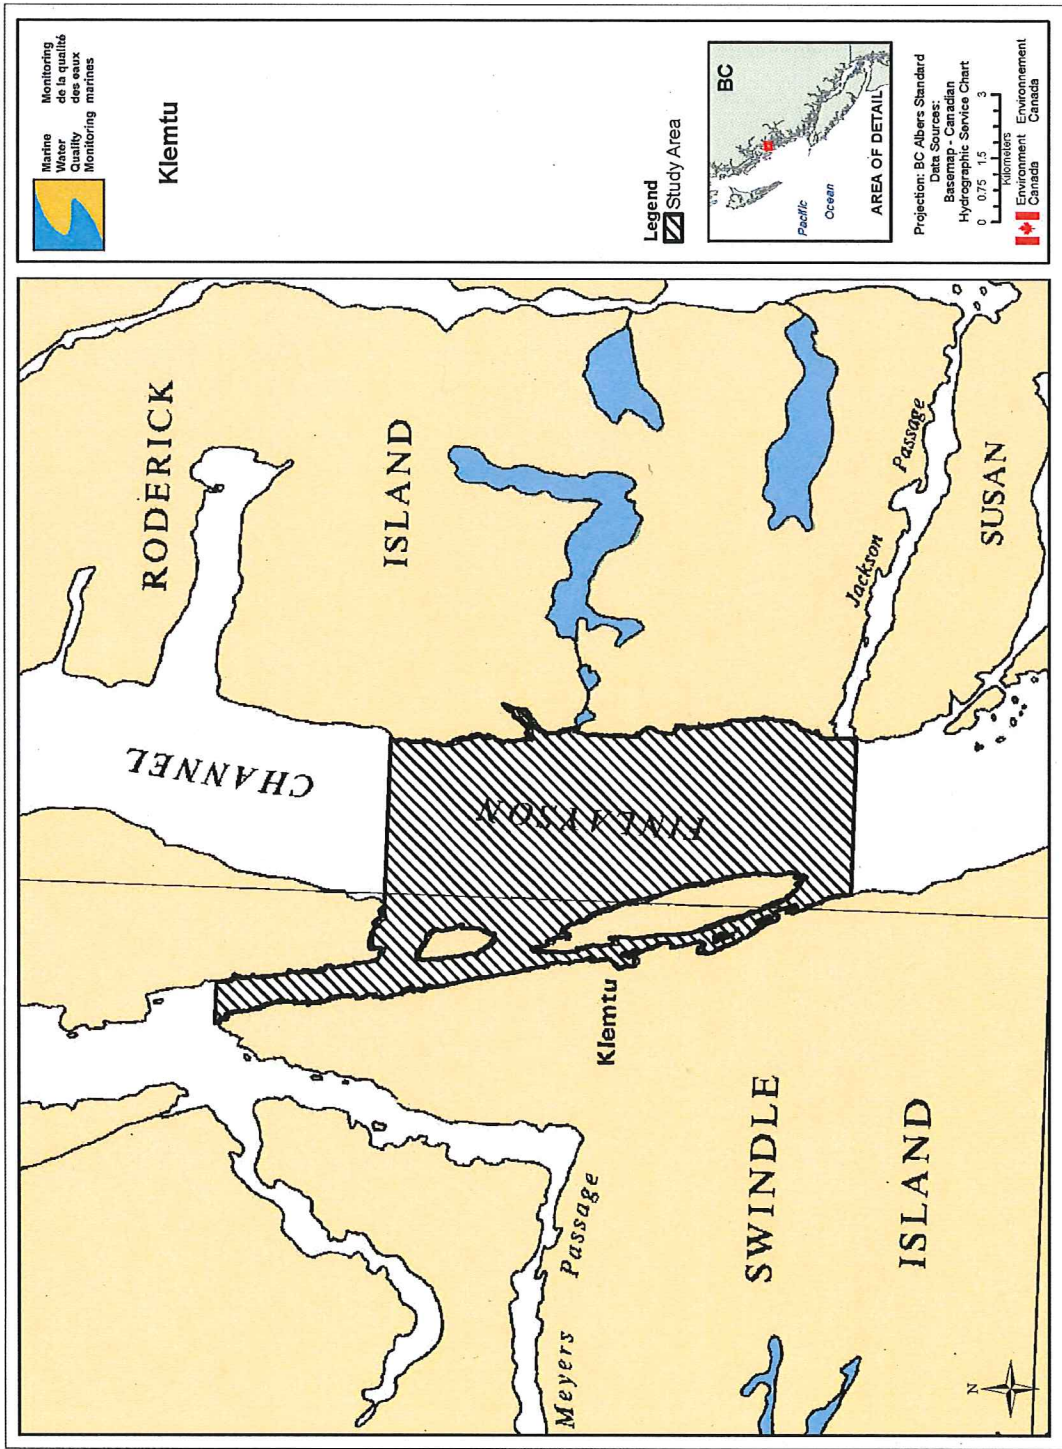 Marine
Water
Quality
Monitoring
Monitoring
de la qualité
des eaux
marines
Klemtu
Legend
Study Area
BC
Pacific
Ocean
AREA OF DETAIL
Projection: BC Albers Standard
Data Sources:
Basemap - Canadian
Hydrographic Service Chart
0 0.75 1.5 3
Kilometers
Environment
Canada
Environnement
Canada
RODERICK
ISLAND
CHANNEL
FINLAYSON
Jackson Passage
SUSAN
Klemtu
SWINDLE
ISLAND
Meyers Passage
N